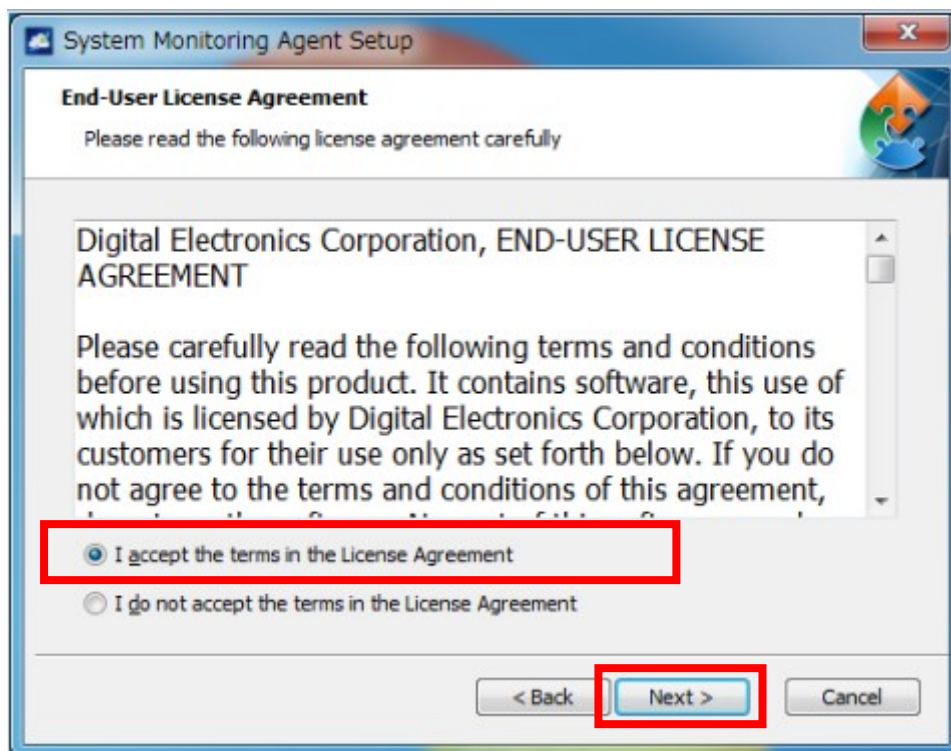 System Monitoring Agent Setup
End-User License Agreement
Please read the following license agreement carefully
Digital Electronics Corporation, END-USER LICENSE
AGREEMENT
Please carefully read the following terms and conditions
before using this product. It contains software, this use of
which is licensed by Digital Electronics Corporation, to its
customers for their use only as set forth below. If you do
not agree to the terms and conditions of this agreement,
I accept the terms in the License Agreement
I do not accept the terms in the License Agreement
< Back Next > Cancel